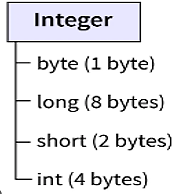 Integer
byte (1 byte)
long (8 bytes)
short (2 bytes)
int (4 bytes)